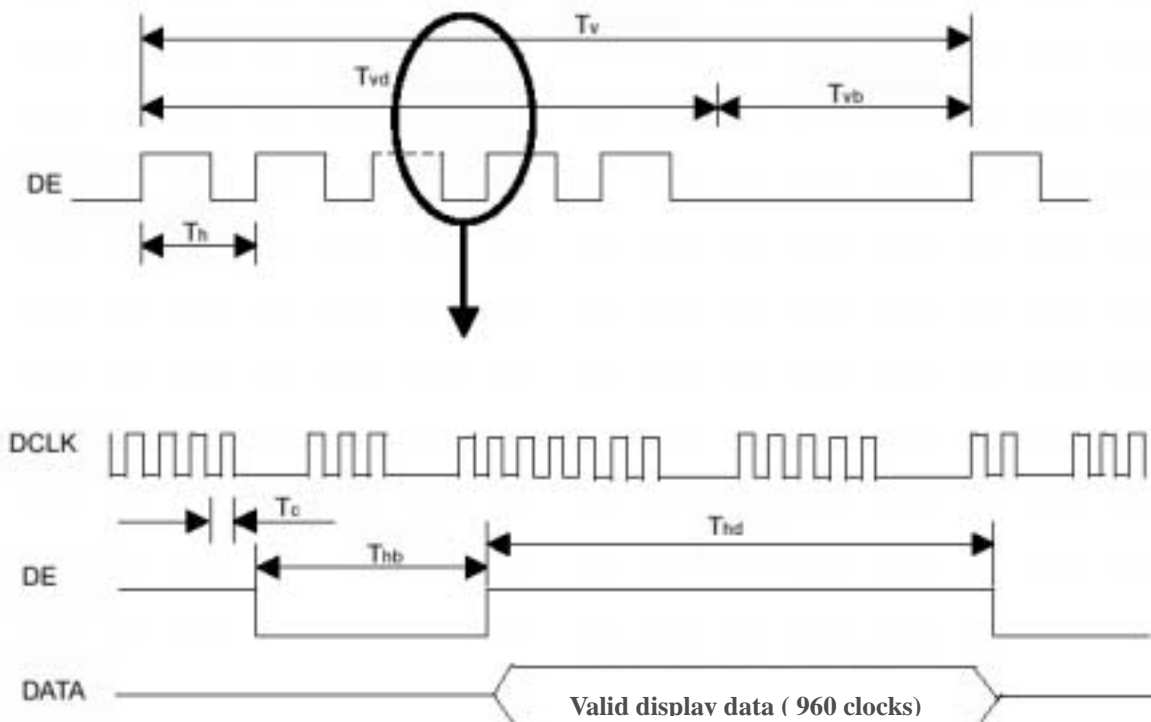 Tv
Tvd
Tvb
DE
Th
DCLK
Tc
Thd
Thb
DE
DATA
Valid display data ( 960 clocks)